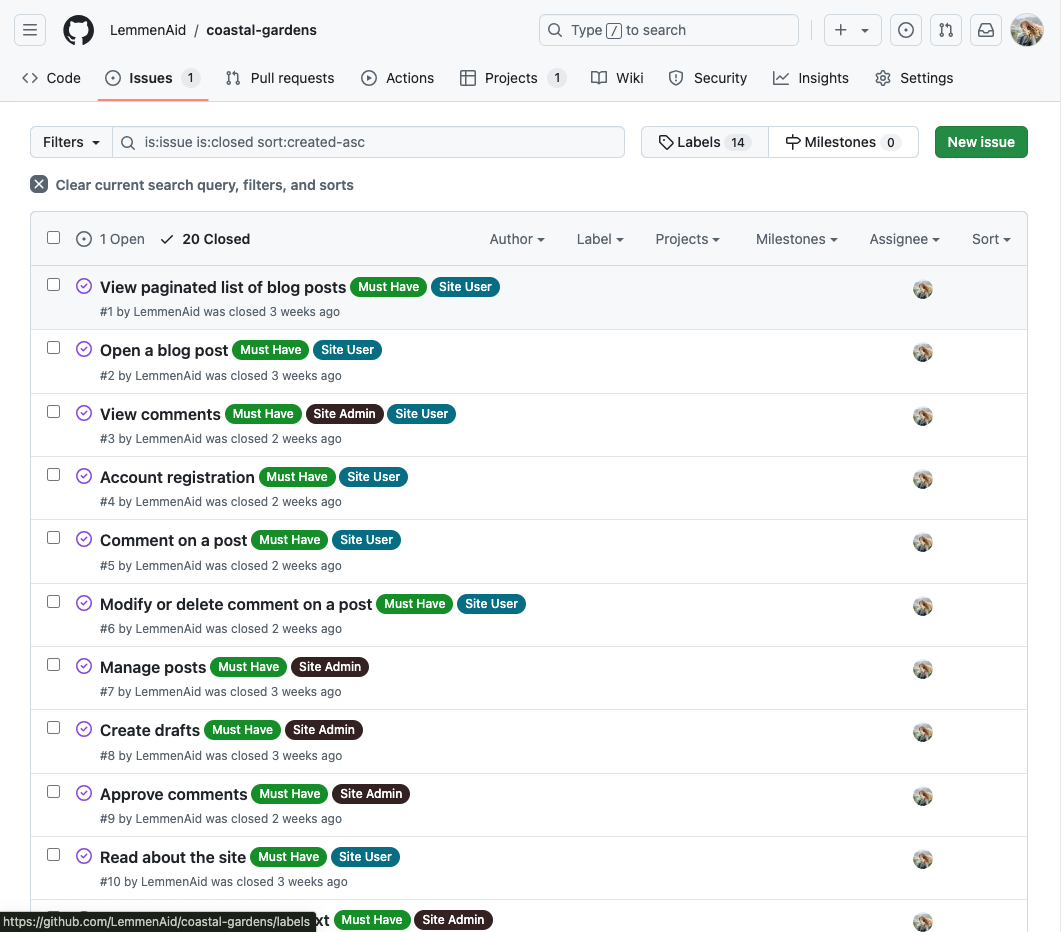 LemmenAid / coastal-gardens
Type / to search
Code
Issues 1
Pull requests
Actions
Projects 1
Wiki
Security
Insights
Settings
Filters
is:issue is:closed sort:created-asc
Labels 14
Milestones 0
New issue
Clear current search query, filters, and sorts
1 Open
20 Closed
Author
Label
Projects
Milestones
Assignee
Sort
View paginated list of blog posts Must Have Site User
#1 by LemmenAid was closed 3 weeks ago
Open a blog post Must Have Site User
#2 by LemmenAid was closed 3 weeks ago
View comments Must Have Site Admin Site User
#3 by LemmenAid was closed 2 weeks ago
Account registration Must Have Site User
#4 by LemmenAid was closed 2 weeks ago
Comment on a post Must Have Site User
#5 by LemmenAid was closed 2 weeks ago
Modify or delete comment on a post Must Have Site User
#6 by LemmenAid was closed 2 weeks ago
Manage posts Must Have Site Admin
#7 by LemmenAid was closed 3 weeks ago
Create drafts Must Have Site Admin
#8 by LemmenAid was closed 3 weeks ago
Approve comments Must Have Site Admin
#9 by LemmenAid was closed 2 weeks ago
Read about the site Must Have Site User
#10 by LemmenAid was closed 3 weeks ago
https://github.com/LemmenAid/coastal-gardens/labels
Must Have Site Admin